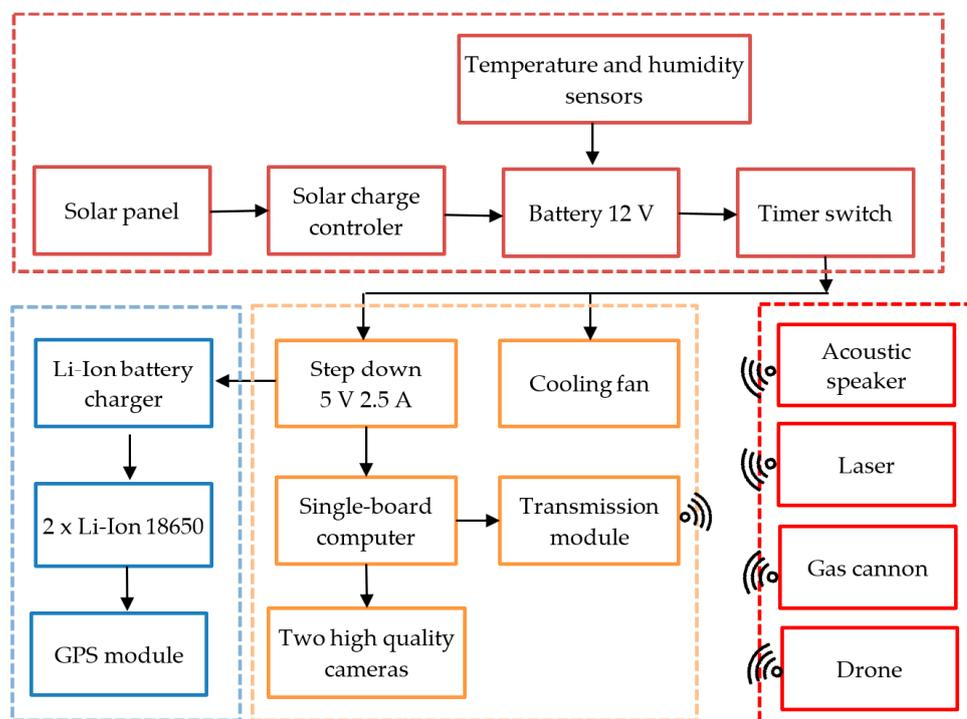 Temperature and humidity
sensors
Solar panel
Solar charge
controler
Battery 12 V
Timer switch
Li-Ion battery
charger
2 x Li-Ion 18650
GPS module
Step down
5 V 2.5 A
Cooling fan
Single-board
computer
Transmission
module
Two high quality
cameras
Acoustic
speaker
Laser
Gas cannon
Drone